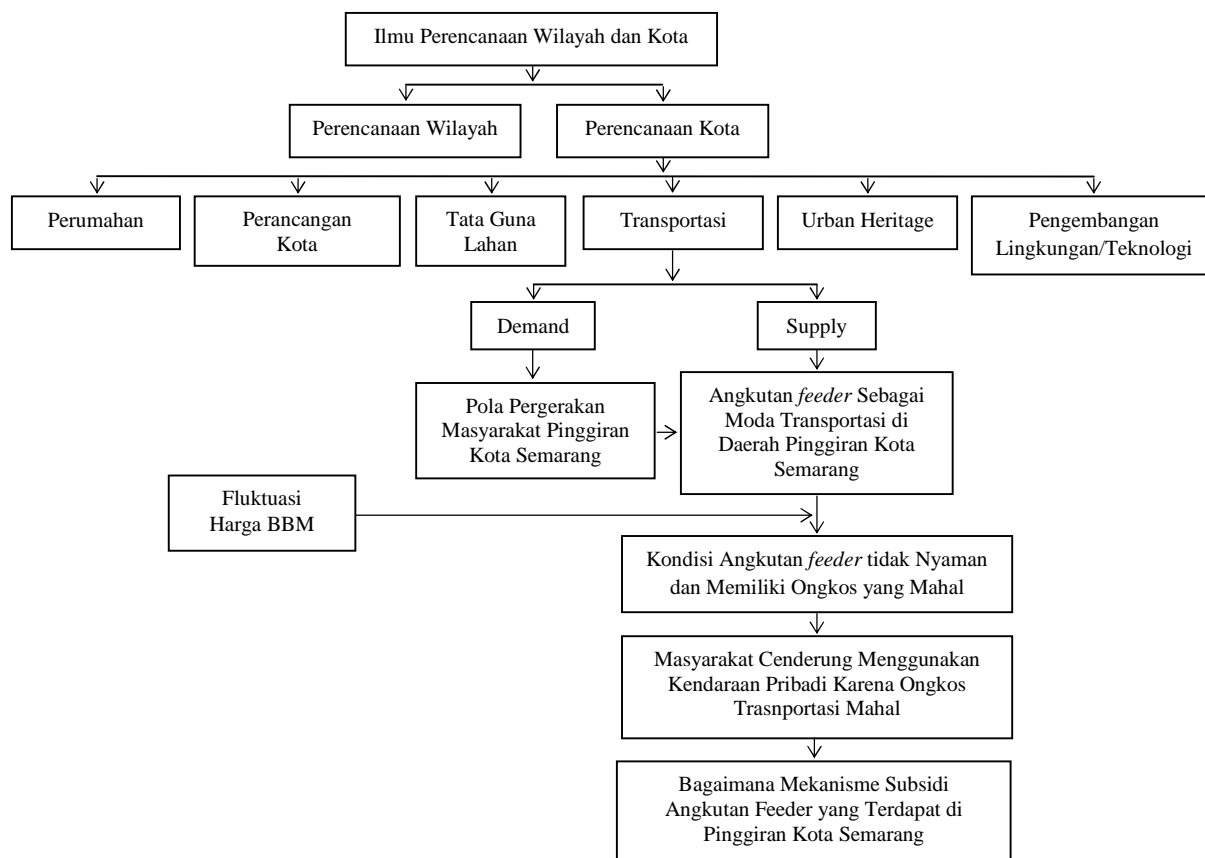 Ilmu Perencanaan Wilayah dan Kota
Perencanaan Wilayah
Perencanaan Kota
Perumahan
Perancangan
Kota
Tata Guna
Lahan
Transportasi
Urban Heritage
Pengembangan
Lingkungan/Teknologi
Demand
Supply
Pola Pergerakan
Masyarakat Pinggiran
Kota Semarang
Angkutan feeder Sebagai
Moda Transportasi di
Daerah Pinggiran Kota
Semarang
Fluktuasi
Harga BBM
Kondisi Angkutan feeder tidak Nyaman
dan Memiliki Ongkos yang Mahal
Masyarakat Cenderung Menggunakan
Kendaraan Pribadi Karena Ongkos
Trasnportasi Mahal
Bagaimana Mekanisme Subsidi
Angkutan Feeder yang Terdapat di
Pinggiran Kota Semarang